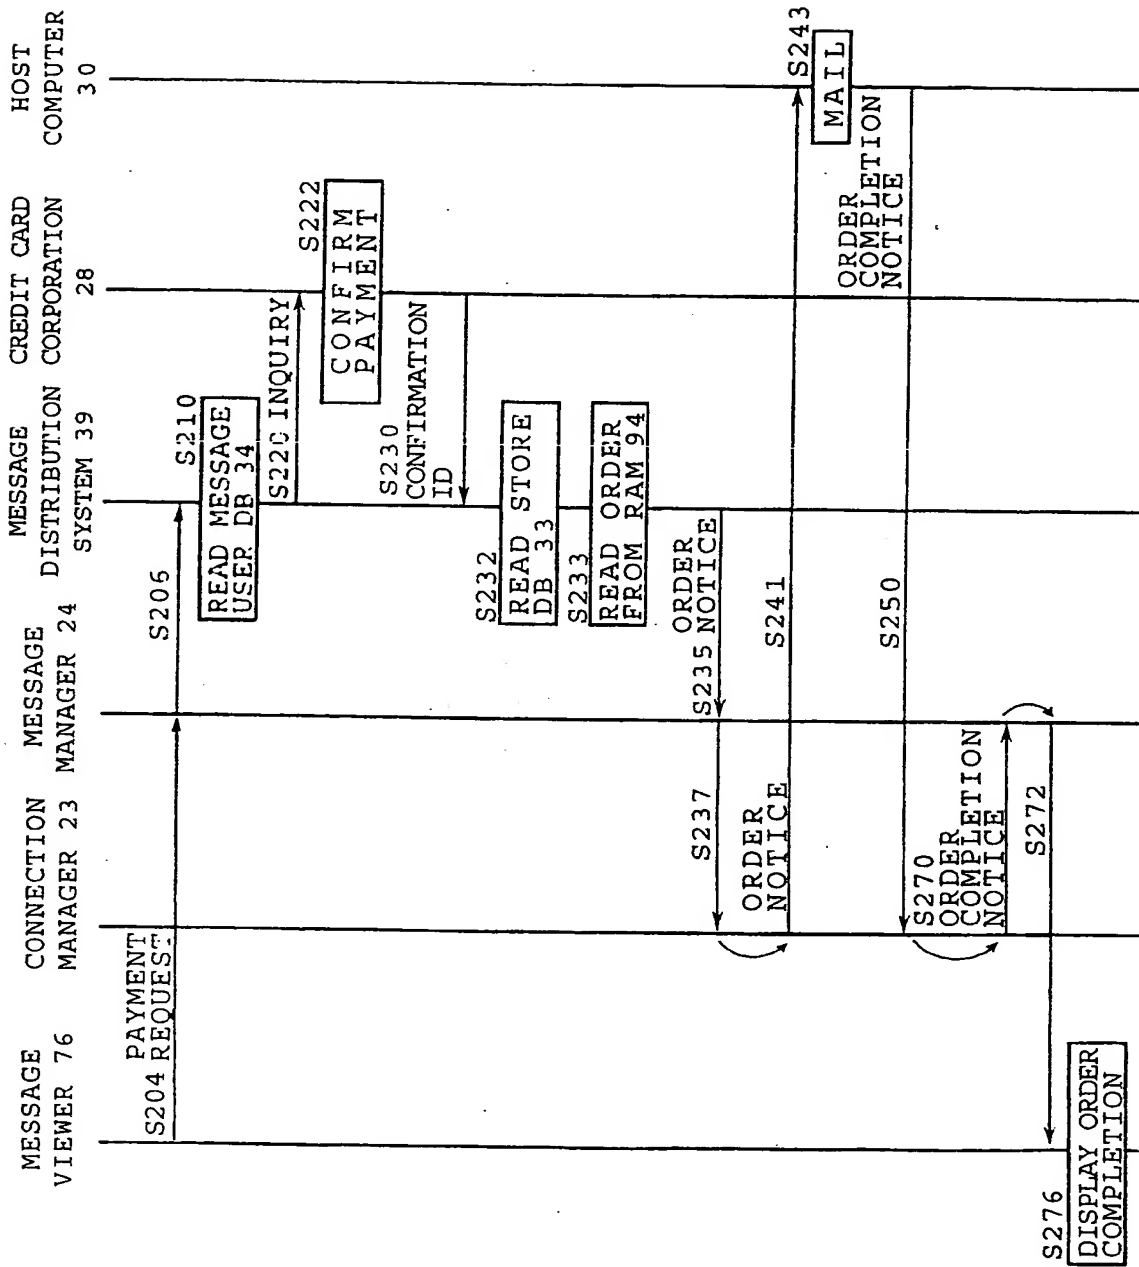 MESSAGE
VIEWER 76
CONNECTION
MANAGER 23
MESSAGE
MANAGER 24
MESSAGE
DISTRIBUTION
SYSTEM 39
CREDIT CARD
CORPORATION
28
HOST
COMPUTER
30
PAYMENT
S204 REQUEST
S206
S210
READ MESSAGE
USER DB 34
S220 INQUIRY
S222
CONFIRM
PAYMENT
S230
CONFIRMATION
ID
S232
READ STORE
DB 33
S233
READ ORDER
FROM RAM 94
ORDER
S235 NOTICE
S237
ORDER
NOTICE
S241
S243
MAIL
ORDER
COMPLETION
NOTICE
S250
S270
ORDER
COMPLETION
NOTICE
S272
S276
DISPLAY ORDER
COMPLETION